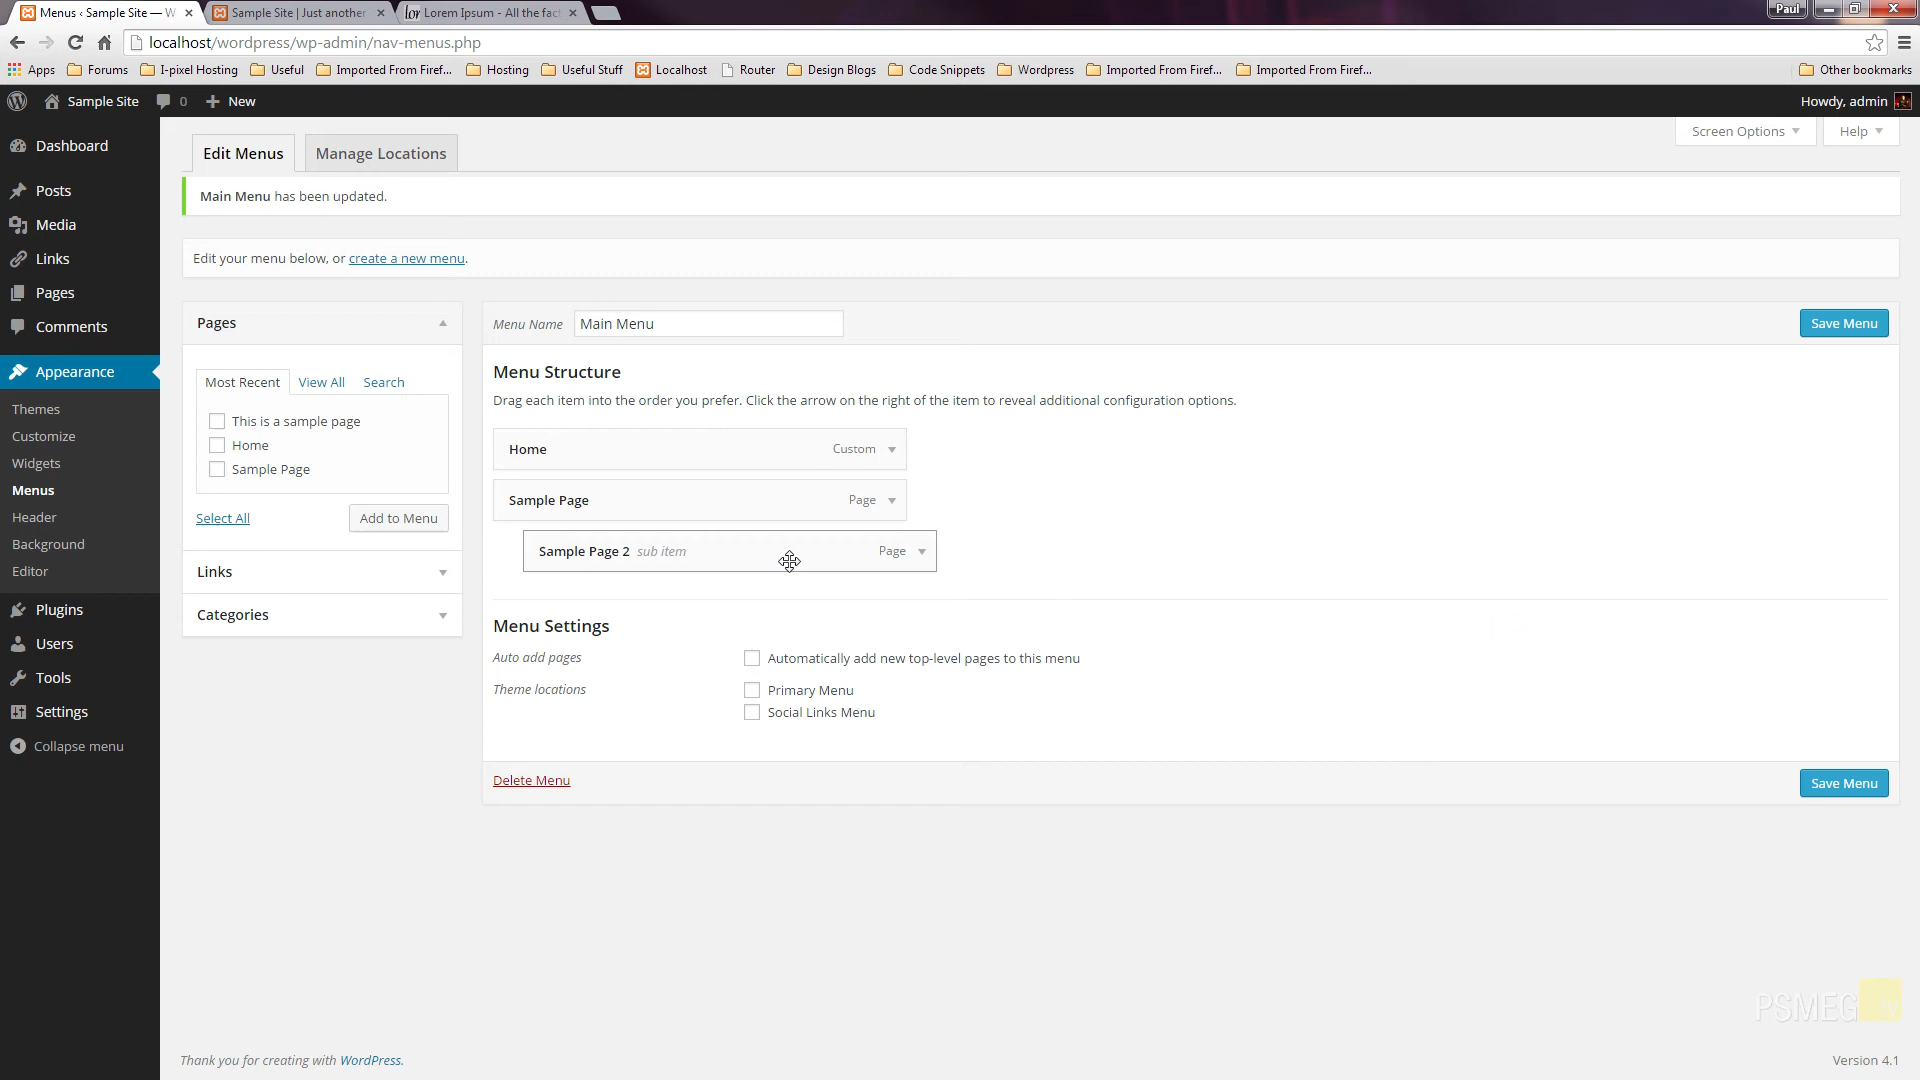 Menus ‹ Sample Site — W
Sample Site | Just another
Lorem Ipsum - All the fac
Paul
localhost/wordpress/wp-admin/nav-menus.php
Apps
Forums
I-pixel Hosting
Useful
Imported From Firef...
Hosting
Useful Stuff
Localhost
Router
Design Blogs
Code Snippets
Wordpress
Imported From Firef...
Imported From Firef...
Other bookmarks
Sample Site
0
New
Howdy, admin
Dashboard
Posts
Media
Links
Pages
Comments
Appearance
Themes
Customize
Widgets
Menus
Header
Background
Editor
Plugins
Users
Tools
Settings
Collapse menu
Screen Options
Help
Edit Menus
Manage Locations
Main Menu has been updated.
Edit your menu below, or create a new menu.
Pages
Most Recent
View All
Search
This is a sample page
Home
Sample Page
Select All
Add to Menu
Links
Categories
Menu Name
Main Menu
Save Menu
Menu Structure
Drag each item into the order you prefer. Click the arrow on the right of the item to reveal additional configuration options.
Home
Custom
Sample Page
Page
Sample Page 2 sub item
Page
Menu Settings
Auto add pages
Automatically add new top-level pages to this menu
Theme locations
Primary Menu
Social Links Menu
Delete Menu
Save Menu
PSMEG
Thank you for creating with WordPress.
Version 4.1